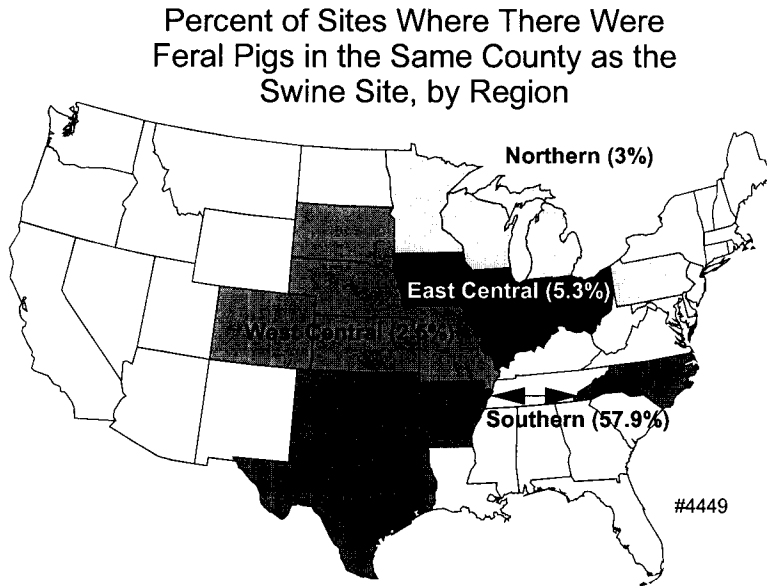 Percent of Sites Where There Were
Feral Pigs in the Same County as the
Swine Site, by Region
Northern (3%)
East Central (5.3%)
West Central
Southern (57.9%)
#4449